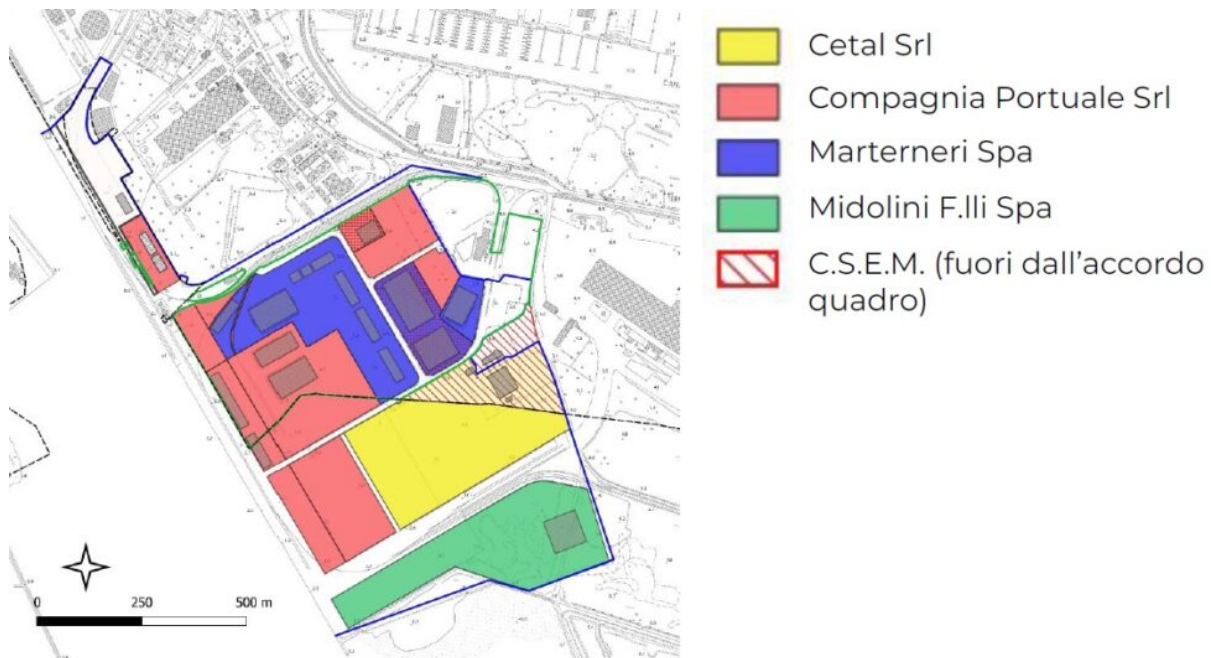 Cetal Srl
Compagnia Portuale Srl
Marterneri Spa
Midolini F.lli Spa
C.S.E.M. (fuori dall'accordo
quadro)
0 250 500 m